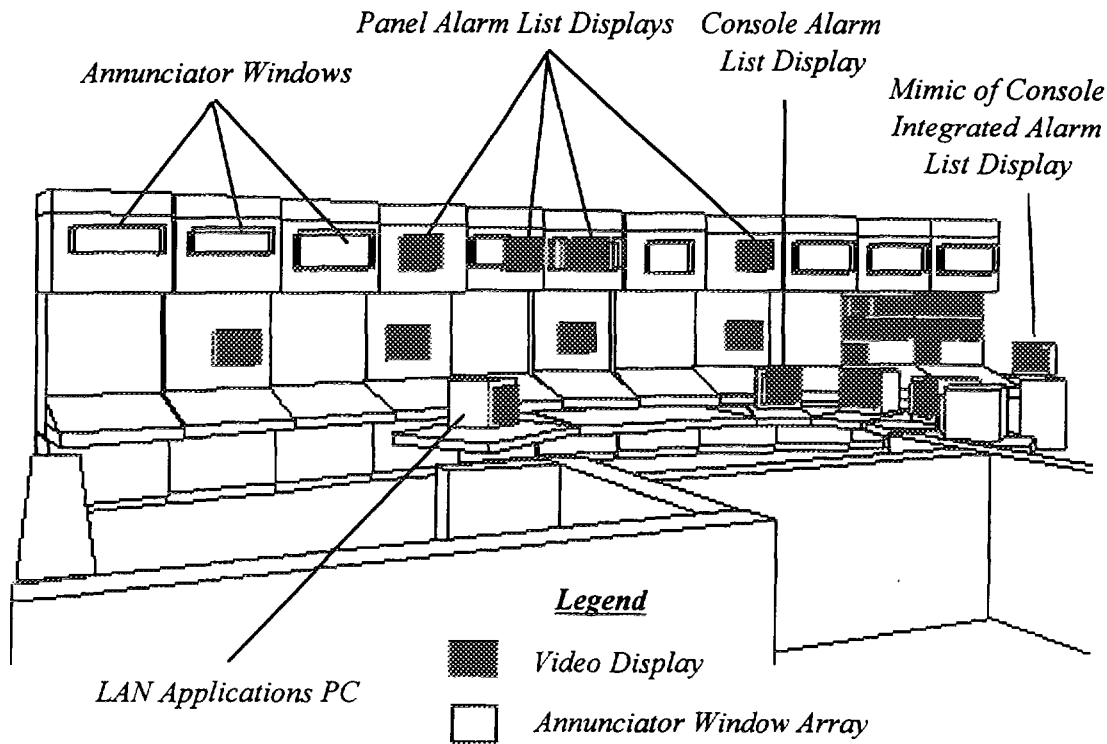 Panel Alarm List Displays
Console Alarm
List Display
Annunciator Windows
Mimic of Console
Integrated Alarm
List Display
Legend
Video Display
LAN Applications PC
Annunciator Window Array